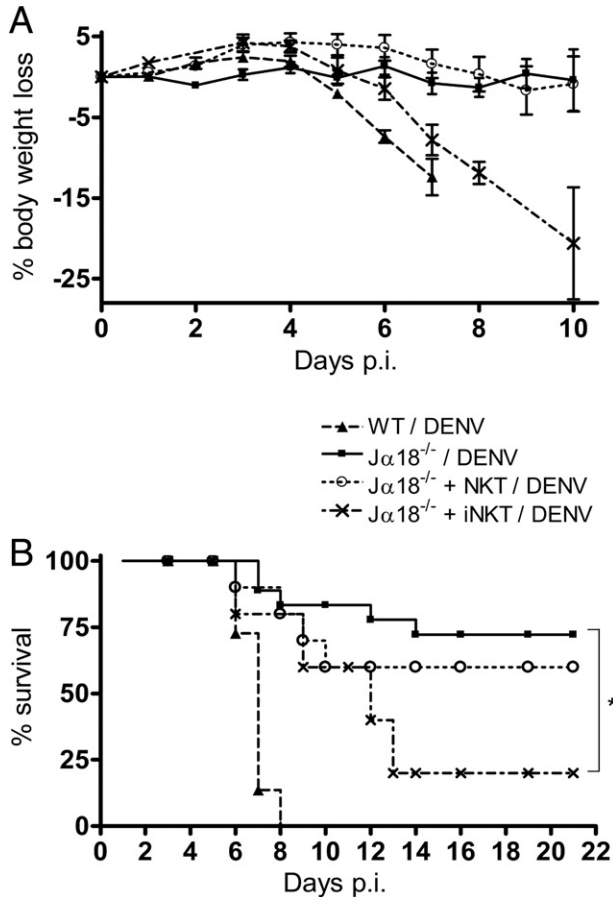 A
% body weight loss
5
-5
-15
-25
0 2 4 6 8 10
Days p.i.
WT / DENV
Jα18-/- / DENV
Jα18-/- + NKT / DENV
Jα18-/- + iNKT / DENV
B
% survival
100
75
50
25
0
*
0 2 4 6 8 10 12 14 16 18 20 22
Days p.i.